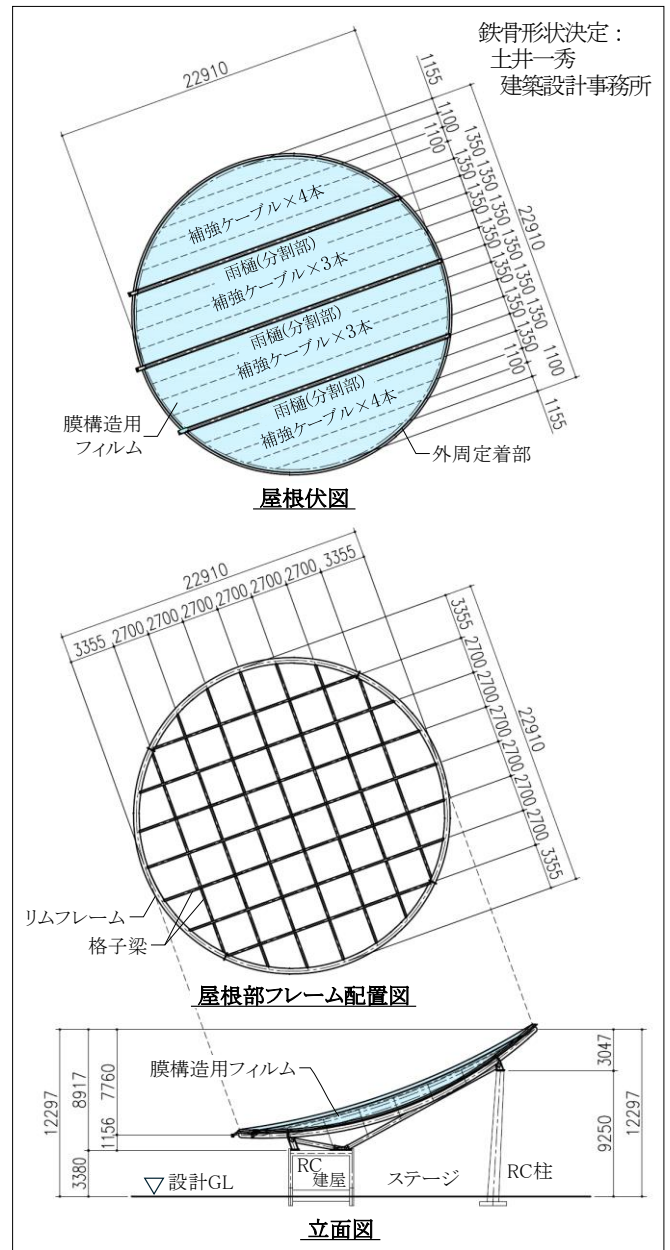 鉄骨形状決定：
土井一秀
建築設計事務所
22910
1155
1100
1100
1350
1350
1350
1350
1350
1350
1350
1350
1350
1350
1350
1350
22910
1100
1100
1155
補強ケーブル×4本
雨樋(分割部)
補強ケーブル×3本
雨樋(分割部)
補強ケーブル×3本
雨樋(分割部)
補強ケーブル×4本
膜構造用
フィルム
外周定着部
屋根伏図
22910
3355 2700 2700 2700 2700 2700 2700 3355
3355
2700
2700
2700
2700
2700
2700
3355
22910
リムフレーム
格子梁
屋根部フレーム配置図
膜構造用フィルム
12297
8917
3380
7760
1156
3047
9250
12297
設計GL
RC
建屋
ステージ
RC柱
立面図